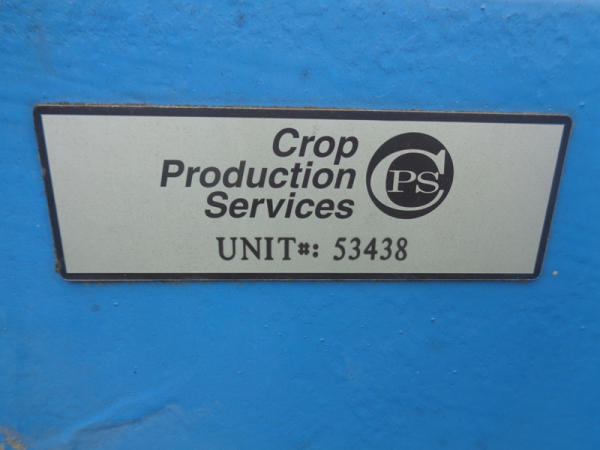 Crop
Production
Services
CPS
UNIT#: 53438